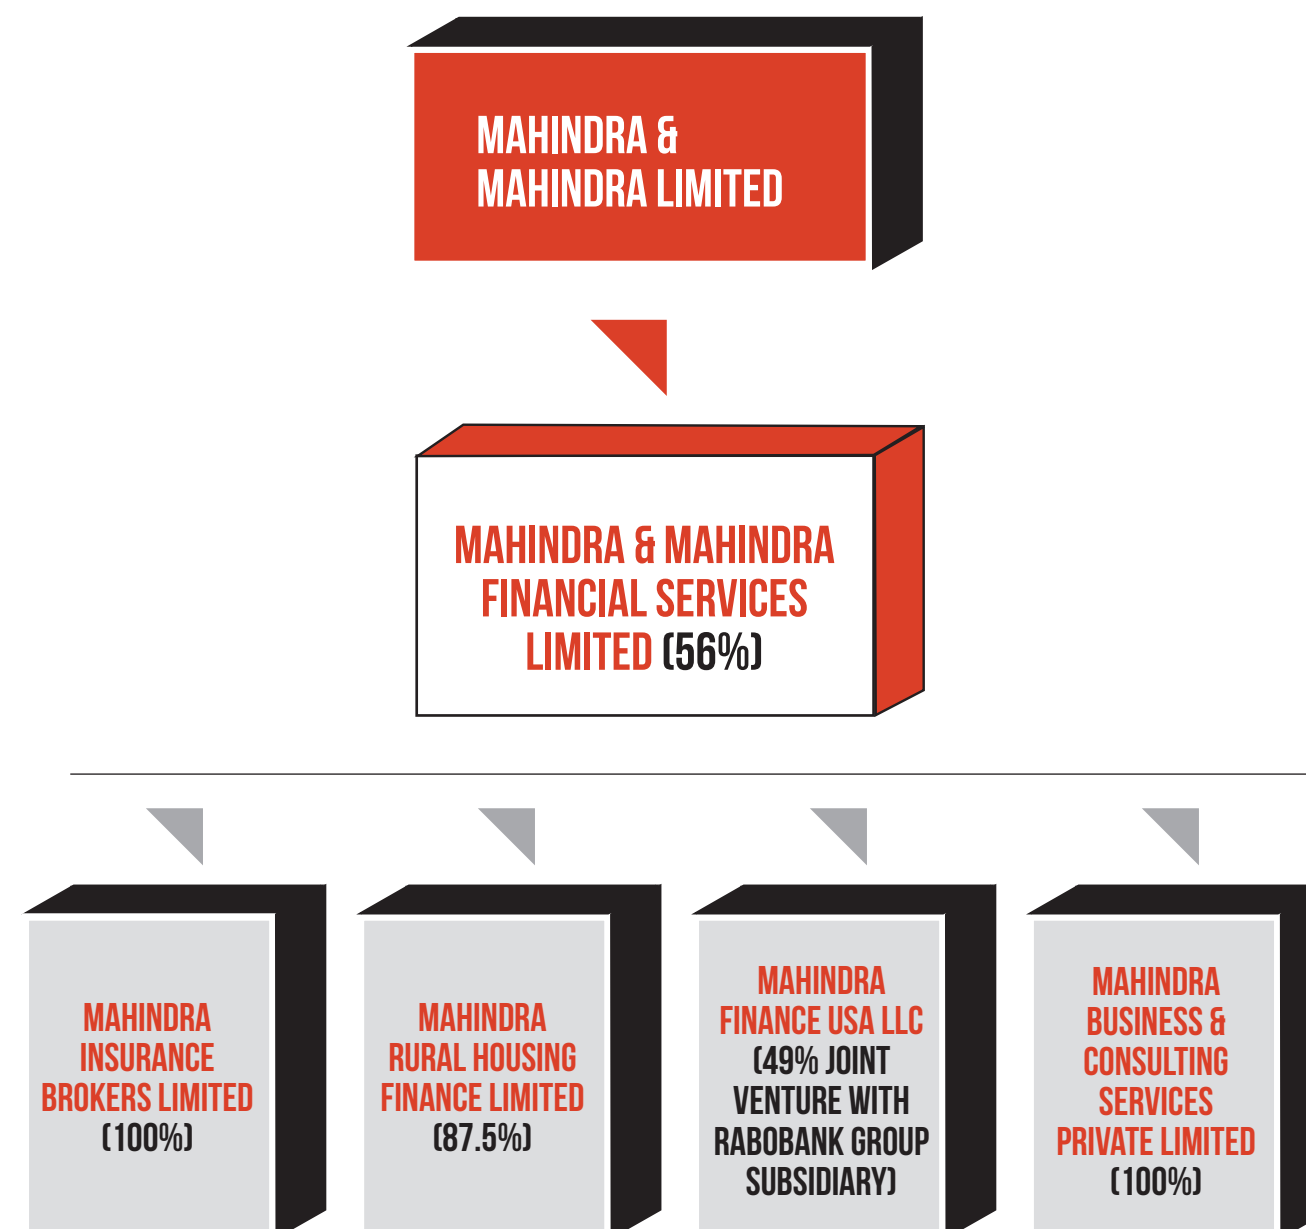 MAHINDRA &
MAHINDRA LIMITED
MAHINDRA & MAHINDRA
FINANCIAL SERVICES
LIMITED (56%)
MAHINDRA
INSURANCE
BROKERS LIMITED
(100%)
MAHINDRA
RURAL HOUSING
FINANCE LIMITED
(87.5%)
MAHINDRA
FINANCE USA LLC
(49% JOINT
VENTURE WITH
RABOBANK GROUP
SUBSIDIARY)
MAHINDRA
BUSINESS &
CONSULTING
SERVICES
PRIVATE LIMITED
(100%)